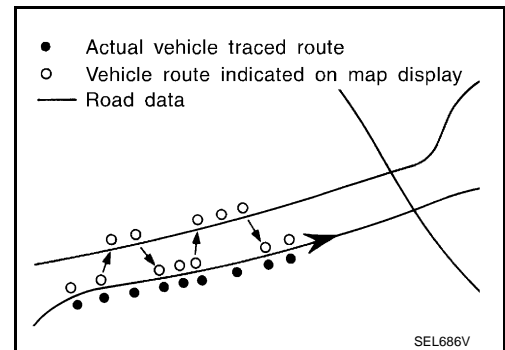 Actual vehicle traced route
Vehicle route indicated on map display
Road data
SEL686V